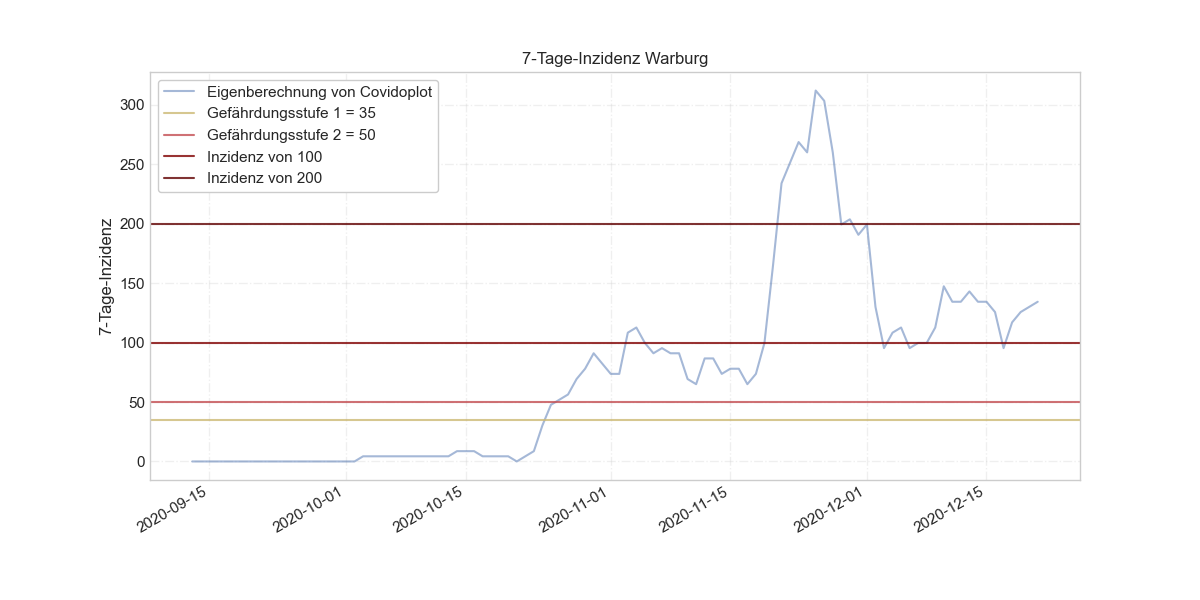 7-Tage-Inzidenz Warburg
Eigenberechnung von Covidoplot
Gefährdungsstufe 1 = 35
Gefährdungsstufe 2 = 50
Inzidenz von 100
Inzidenz von 200
7-Tage-Inzidenz
300
250
200
150
100
50
0
2020-09-15
2020-10-01
2020-10-15
2020-11-01
2020-11-15
2020-12-01
2020-12-15